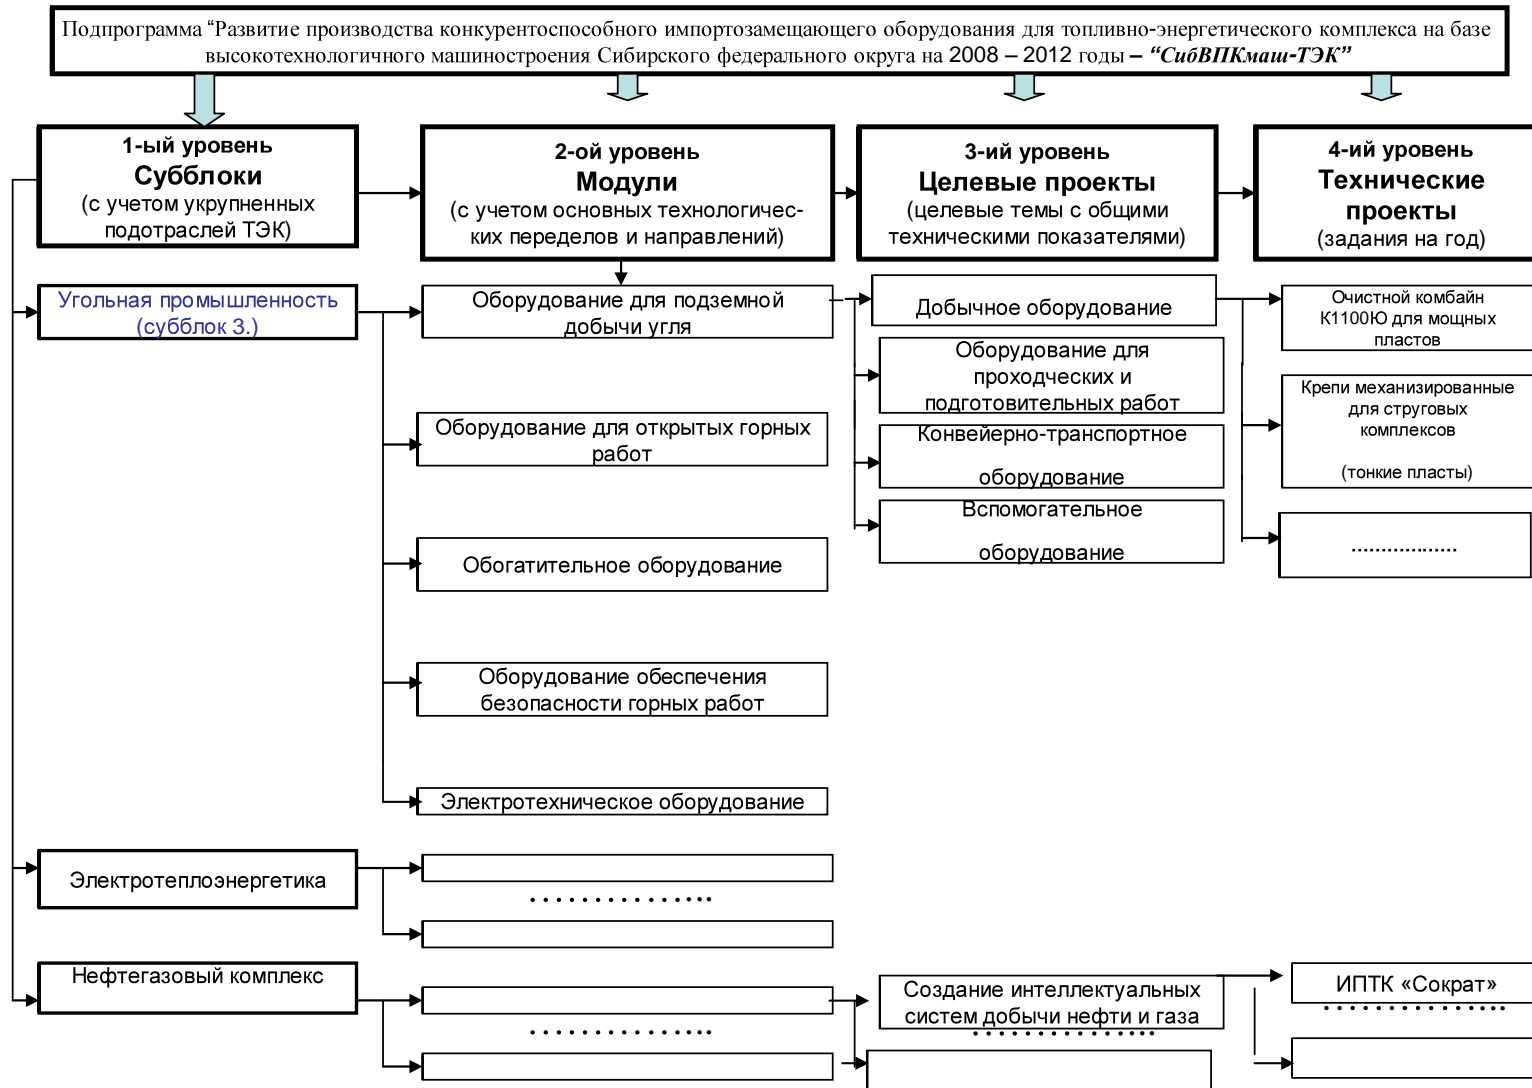 Подпрограмма “Развитие производства конкурентоспособного импортозамещающего оборудования для топливно-энергетического комплекса на базе
высокотехнологичного машиностроения Сибирского федерального округа на 2008 – 2012 годы – “СибВПКмаш-ТЭК”
1-ый уровень
Субблоки
(с учетом укрупненных
подотраслей ТЭК)
2-ой уровень
Модули
(с учетом основных технологичес-
ких переделов и направлений)
3-ий уровень
Целевые проекты
(целевые темы с общими
техническими показателями)
4-ий уровень
Технические
проекты
(задания на год)
Угольная промышленность
(субблок 3.)
Оборудование для подземной
добычи угля
Оборудование для открытых горных
работ
Обогатительное оборудование
Оборудование обеспечения
безопасности горных работ
Электротехническое оборудование
Добычное оборудование
Оборудование для
проходческих и
подготовительных работ
Конвейерно-транспортное
оборудование
Вспомогательное
оборудование
Очистной комбайн
К1100Ю для мощных
пластов
Крепи механизированные
для струговых
комплексов
(тонкие пласты)
………………
Электротеплоэнергетика
……………
Нефтегазовый комплекс
……………
Создание интеллектуальных
систем добычи нефти и газа
……………
ИПТК «Сократ»
……………